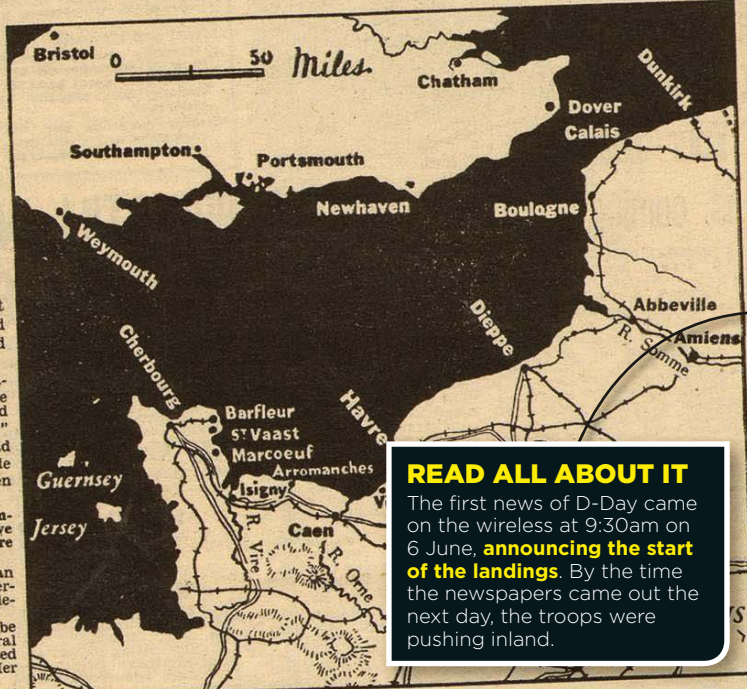 Bristol
0 50 Miles.
Chatham
Dunkirk
Dover
Calais
Southampton
Portsmouth
Newhaven
Boulogne
Weymouth
Abbeville
Amiens
R. Somme
Dieppe
Cherbourg
Havre
Barfleur
ST Vaast
Marcoeuf
Arromanches
Isigny
Guernsey
Jersey
Caen
R. Vire
R. Orne
READ ALL ABOUT IT
The first news of D-Day came
on the wireless at 9:30am on
6 June, announcing the start
of the landings. By the time
the newspapers came out the
next day, the troops were
pushing inland.